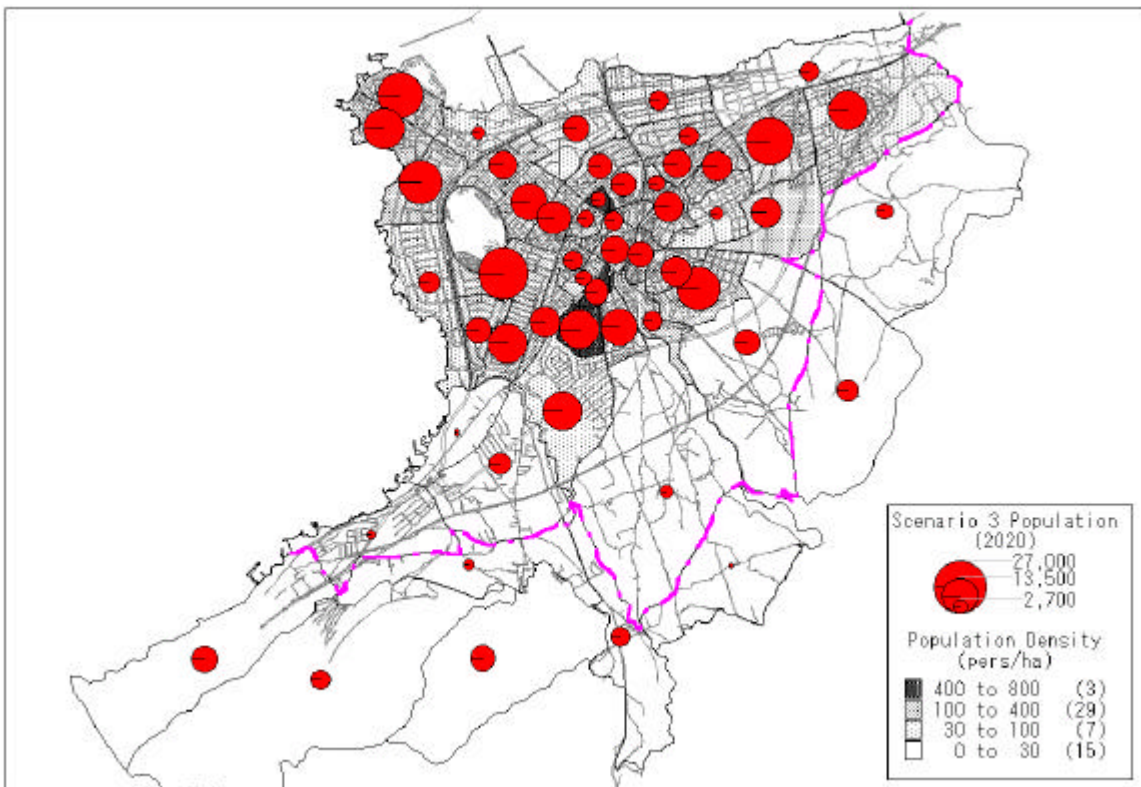 Scenario 3 Population
(2020)
27,000
13,500
2,700
Population Density
(pers/ha)
400 to 800 (3)
100 to 400 (29)
30 to 100 (7)
0 to 30 (15)